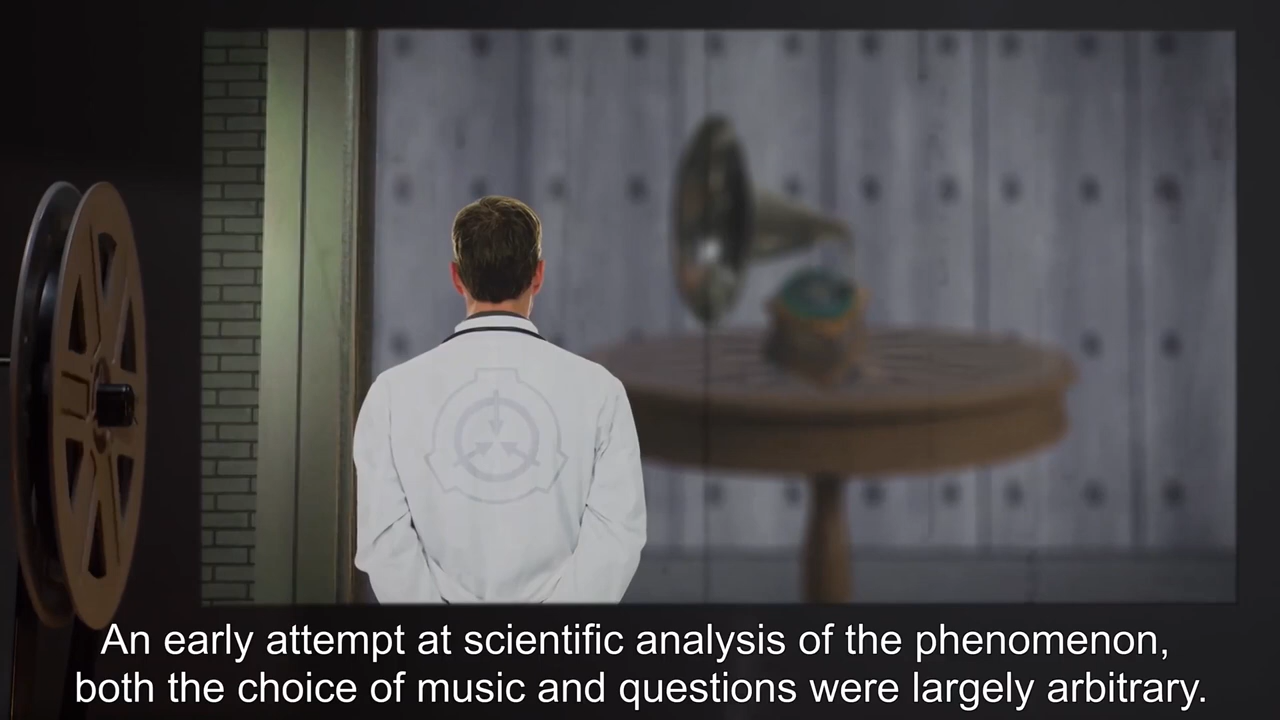 An early attempt at scientific analysis of the phenomenon,
both the choice of music and questions were largely arbitrary.